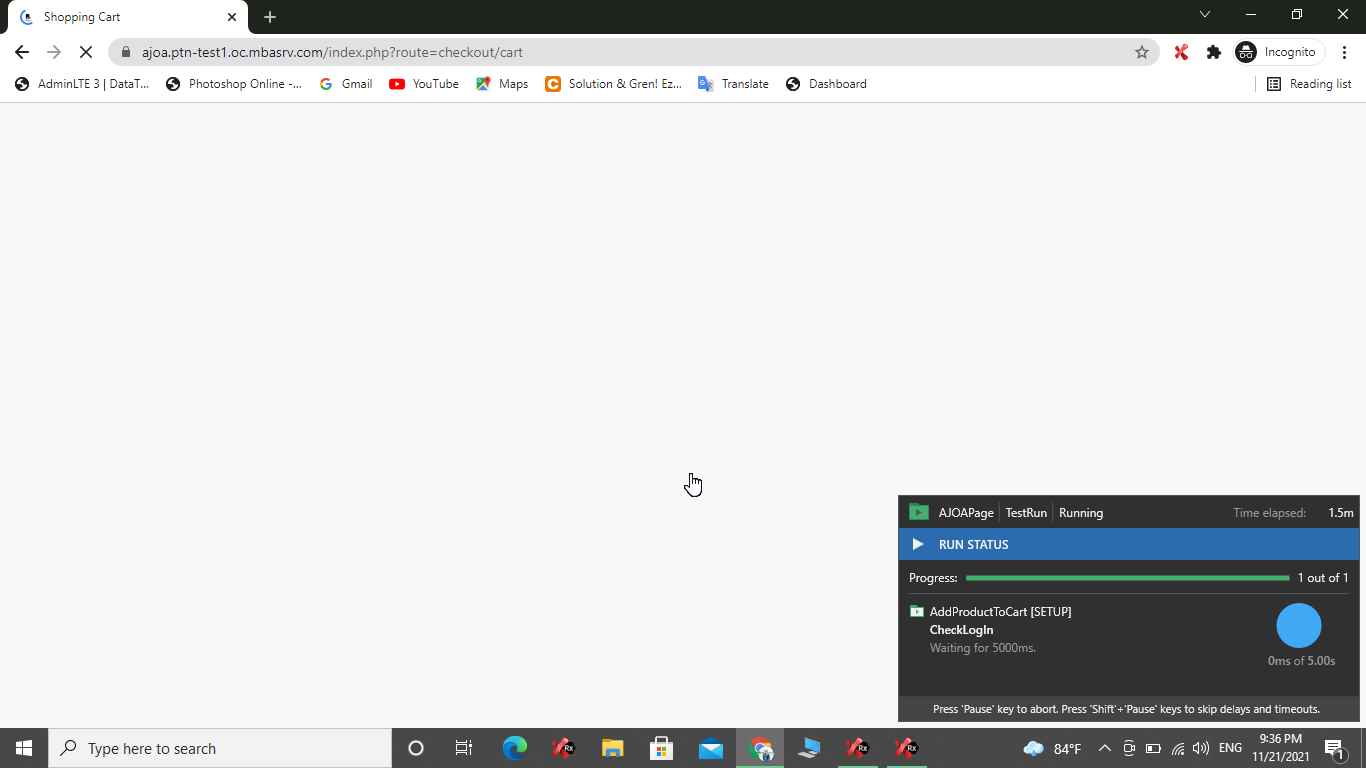 Shopping Cart
ajoa.ptn-test1.oc.mbasrv.com/index.php?route=checkout/cart
Incognito
AdminLTE 3 | DataT...
Photoshop Online -...
Gmail
YouTube
Maps
Solution & Gren! Ez...
Translate
Dashboard
Reading list
AJOAPage TestRun Running Time elapsed: 1.5m
RUN STATUS
Progress: 1 out of 1
AddProductToCart [SETUP]
CheckLogIn
Waiting for 5000ms.
0ms of 5.00s
Press 'Pause' key to abort. Press 'Shift'+'Pause' keys to skip delays and timeouts.
Type here to search
84°F
ENG
9:36 PM
11/21/2021
1